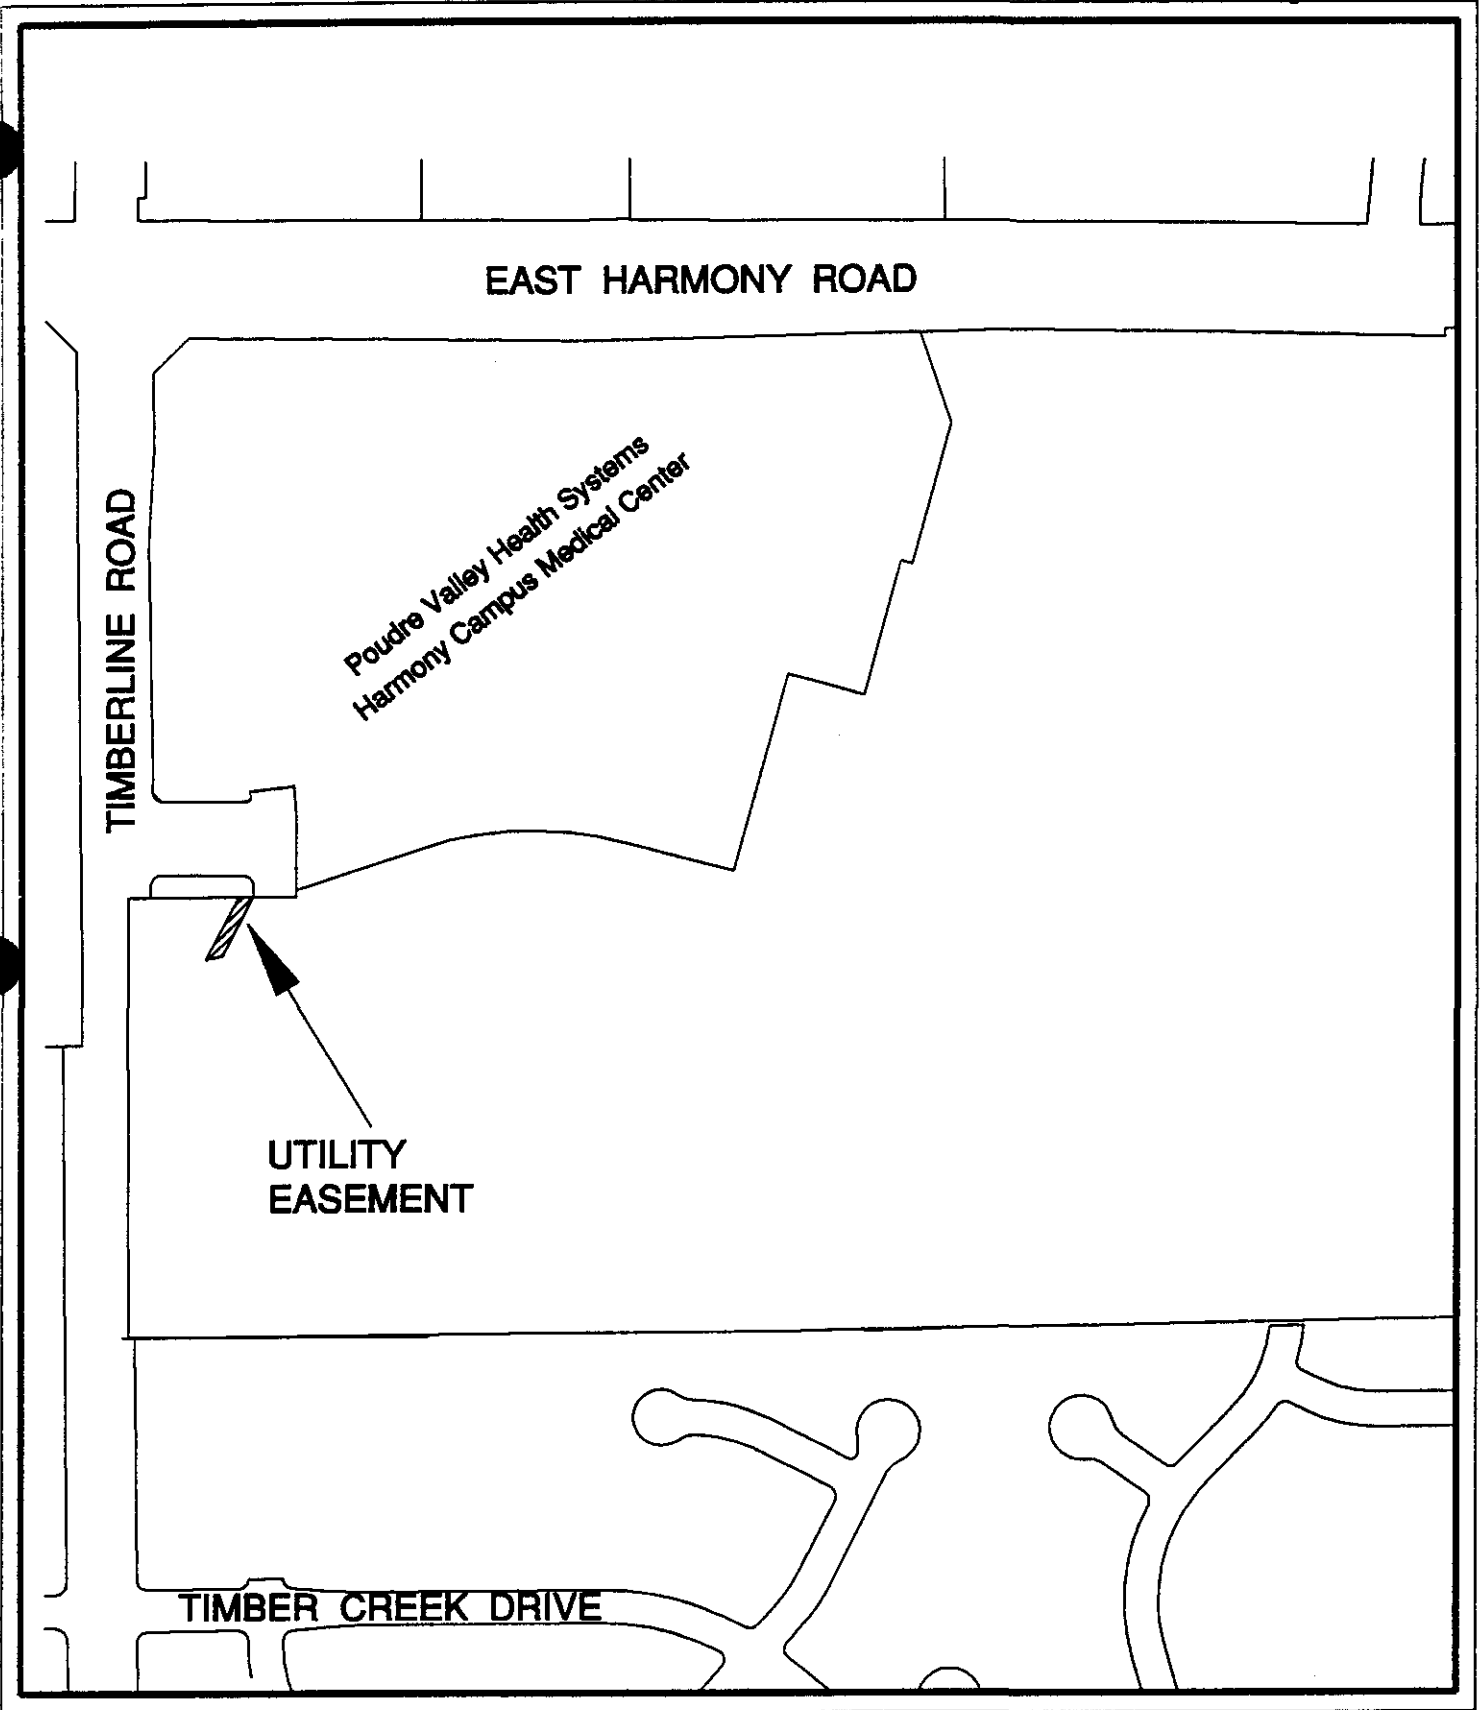 EAST HARMONY ROAD
Poudre Valley Health Systems
Harmony Campus Medical Center
TIMBERLINE ROAD
UTILITY
EASEMENT
TIMBER CREEK DRIVE